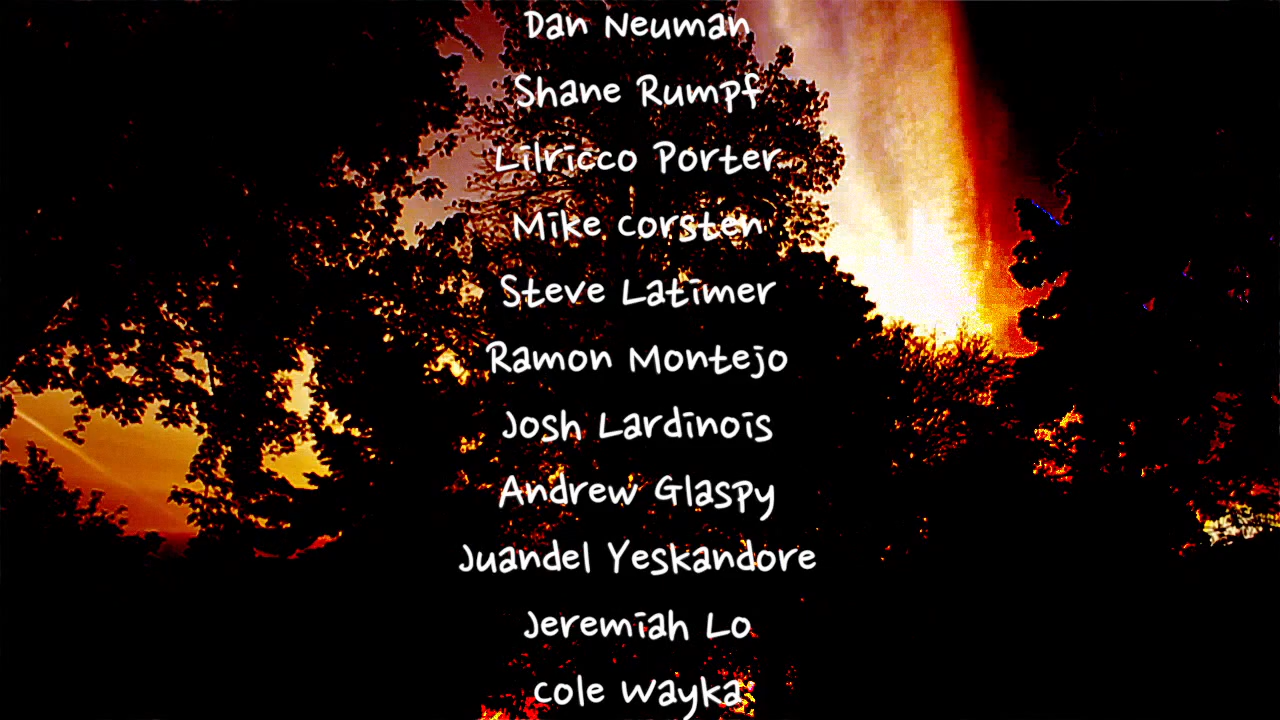 Dan Neuman
Shane Rumpf
Lilricco Porter
Mike Corsten
Steve Latimer
Ramon Montejo
Josh Lardinois
Andrew Glaspy
Juandel Yeskandore
Jeremiah Lo
Cole Wayka